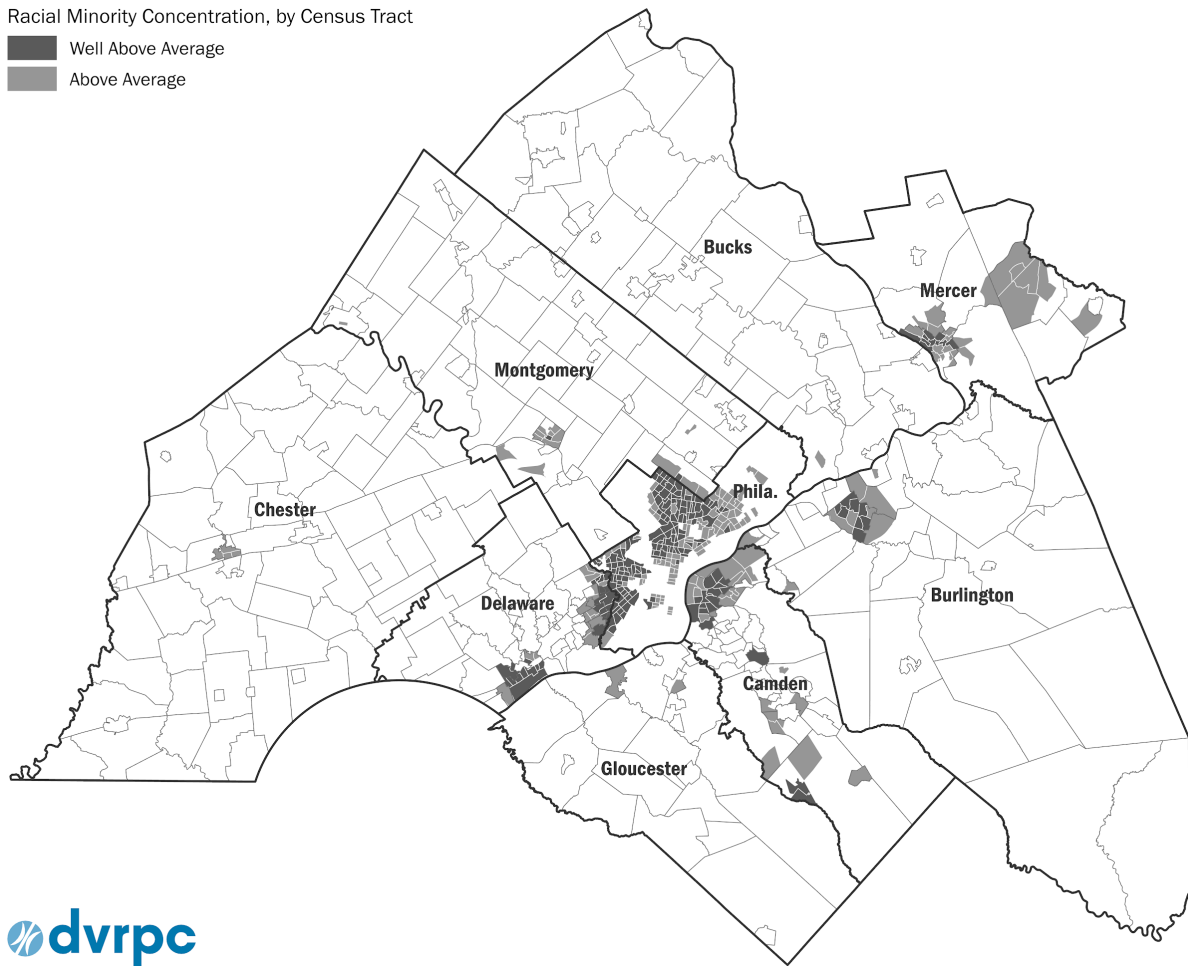 Racial Minority Concentration, by Census Tract
Well Above Average
Above Average
Bucks
Mercer
Montgomery
Phila.
Chester
Delaware
Burlington
Camden
Gloucester
dvrpc